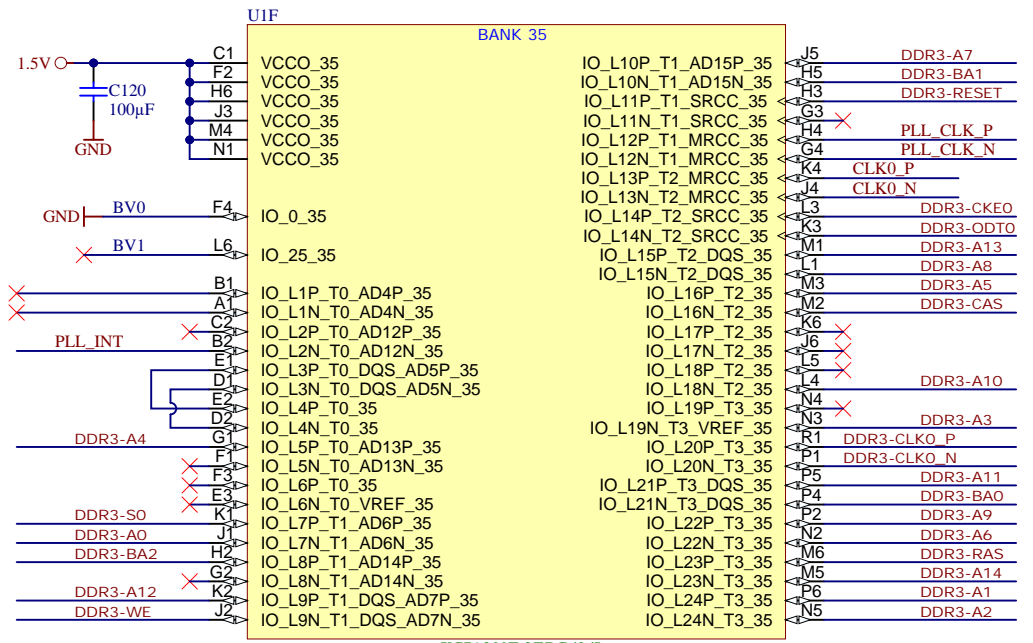 U1F
BANK 35
1.5V
C120
100µF
GND
C1 VCCO_35
F2 VCCO_35
H6 VCCO_35
J3 VCCO_35
M4 VCCO_35
N1 VCCO_35
GND BV0 F4 IO_0_35
BV1 L6 IO_25_35
B1 IO_L1P_T0_AD4P_35
A1 IO_L1N_T0_AD4N_35
C2 IO_L2P_T0_AD12P_35
PLL_INT B2 IO_L2N_T0_AD12N_35
E1 IO_L3P_T0_DQS_AD5P_35
D1 IO_L3N_T0_DQS_AD5N_35
E2 IO_L4P_T0_35
D2 IO_L4N_T0_35
DDR3-A4 G1 IO_L5P_T0_AD13P_35
F1 IO_L5N_T0_AD13N_35
F3 IO_L6P_T0_35
E3 IO_L6N_T0_VREF_35
DDR3-S0 K1 IO_L7P_T1_AD6P_35
DDR3-A0 J1 IO_L7N_T1_AD6N_35
DDR3-BA2 H2 IO_L8P_T1_AD14P_35
G2 IO_L8N_T1_AD14N_35
DDR3-A12 K2 IO_L9P_T1_DQS_AD7P_35
DDR3-WE J2 IO_L9N_T1_DQS_AD7N_35
IO_L10P_T1_AD15P_35 J5 DDR3-A7
IO_L10N_T1_AD15N_35 H5 DDR3-BA1
IO_L11P_T1_SRCC_35 H3 DDR3-RESET
IO_L11N_T1_SRCC_35 G3
IO_L12P_T1_MRCC_35 H4 PLL_CLK_P
IO_L12N_T1_MRCC_35 G4 PLL_CLK_N
IO_L13P_T2_MRCC_35 K4 CLK0_P
IO_L13N_T2_MRCC_35 J4 CLK0_N
IO_L14P_T2_SRCC_35 L3 DDR3-CKE0
IO_L14N_T2_SRCC_35 K3 DDR3-ODT0
IO_L15P_T2_DQS_35 M1 DDR3-A13
IO_L15N_T2_DQS_35 L1 DDR3-A8
IO_L16P_T2_35 M3 DDR3-A5
IO_L16N_T2_35 M2 DDR3-CAS
IO_L17P_T2_35 K6
IO_L17N_T2_35 J6
IO_L18P_T2_35 L5
IO_L18N_T2_35 L4 DDR3-A10
IO_L19P_T3_35 N4
IO_L19N_T3_VREF_35 N3 DDR3-A3
IO_L20P_T3_35 R1 DDR3-CLK0_P
IO_L20N_T3_35 P1 DDR3-CLK0_N
IO_L21P_T3_DQS_35 P5 DDR3-A11
IO_L21N_T3_DQS_35 P4 DDR3-BA0
IO_L22P_T3_35 P2 DDR3-A9
IO_L22N_T3_35 N2 DDR3-A6
IO_L23P_T3_35 M6 DDR3-RAS
IO_L23N_T3_35 M5 DDR3-A14
IO_L24P_T3_35 P6 DDR3-A1
IO_L24N_T3_35 N5 DDR3-A2